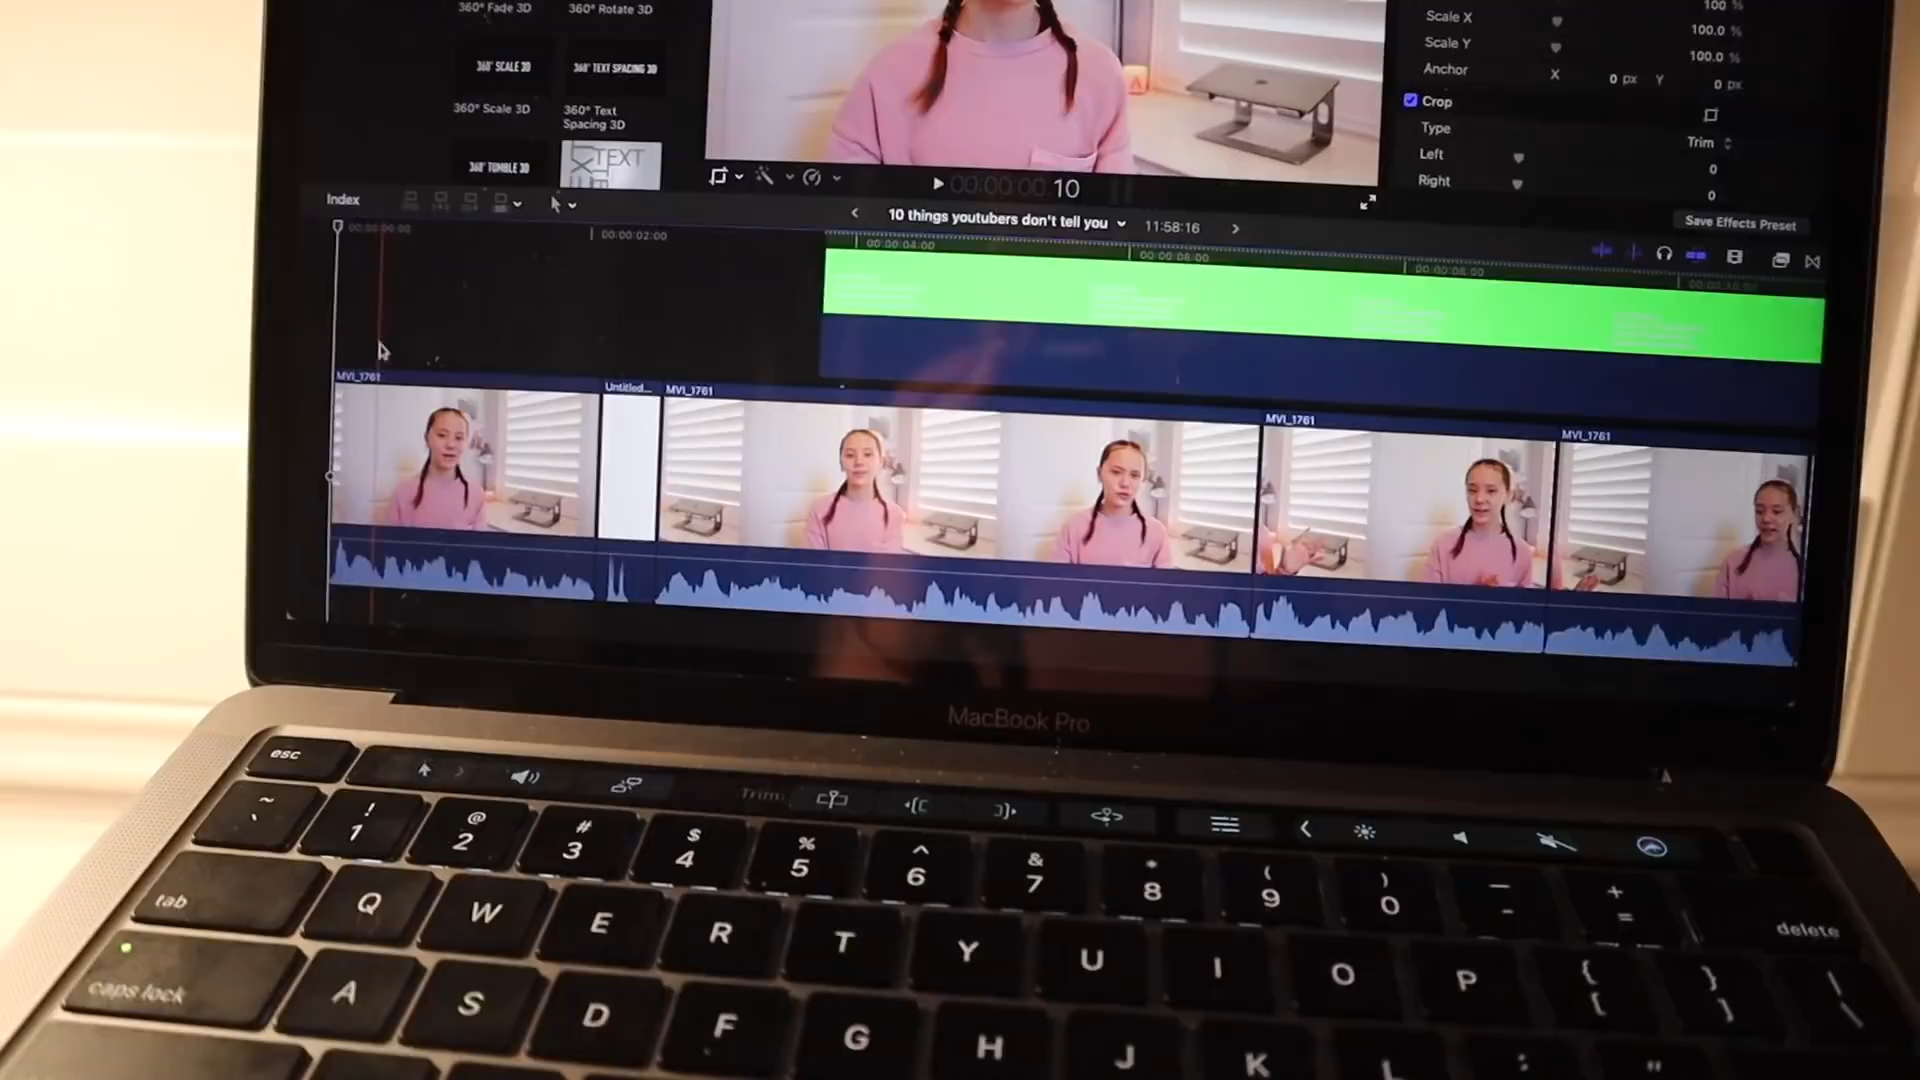 360° Fade 3D
360° Rotate 3D
360° SCALE 3D
360° TEXT SPACING 3D
360° Scale 3D
360° Text
Spacing 3D
360° TUMBLE 3D
TEXT
100 %
Scale X
100.0 %
Scale Y
100.0 %
Anchor
X
0 px
Y
0 px
Crop
Type
Trim
Left
0
Right
0
Save Effects Preset
00:00:00:00 10
Index
10 things youtubers don't tell you
11:58:16
00:00:00:00
00:00:02:00
00:00:04:00
MVI_1761
Untitled...
MVI_1761
MVI_1761
MVI_1761
MacBook Pro
esc
Trim:
~ `
! 1
@ 2
# 3
$ 4
% 5
^ 6
& 7
* 8
( 9
) 0
— -
+ =
delete
tab
Q W E R T Y U I O P { [ } ] | \
caps lock
A S D F G H J K L : "